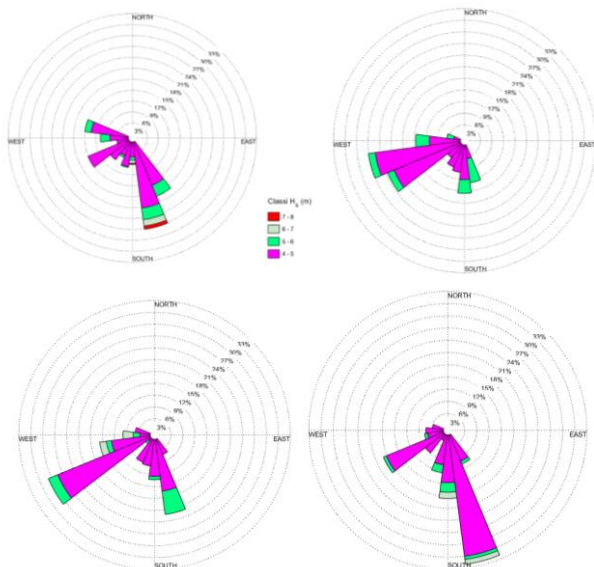 NORTH
33%
30%
27%
24%
21%
18%
15%
12%
9%
6%
3%
WEST
EAST
SOUTH
NORTH
33%
30%
27%
24%
21%
18%
15%
12%
9%
6%
3%
WEST
EAST
SOUTH
Classi Hs (m)
7 - 8
6 - 7
5 - 6
4 - 5
NORTH
33%
30%
27%
24%
21%
18%
15%
12%
9%
6%
3%
WEST
EAST
SOUTH
NORTH
33%
30%
27%
24%
21%
18%
15%
12%
9%
6%
3%
WEST
EAST
SOUTH